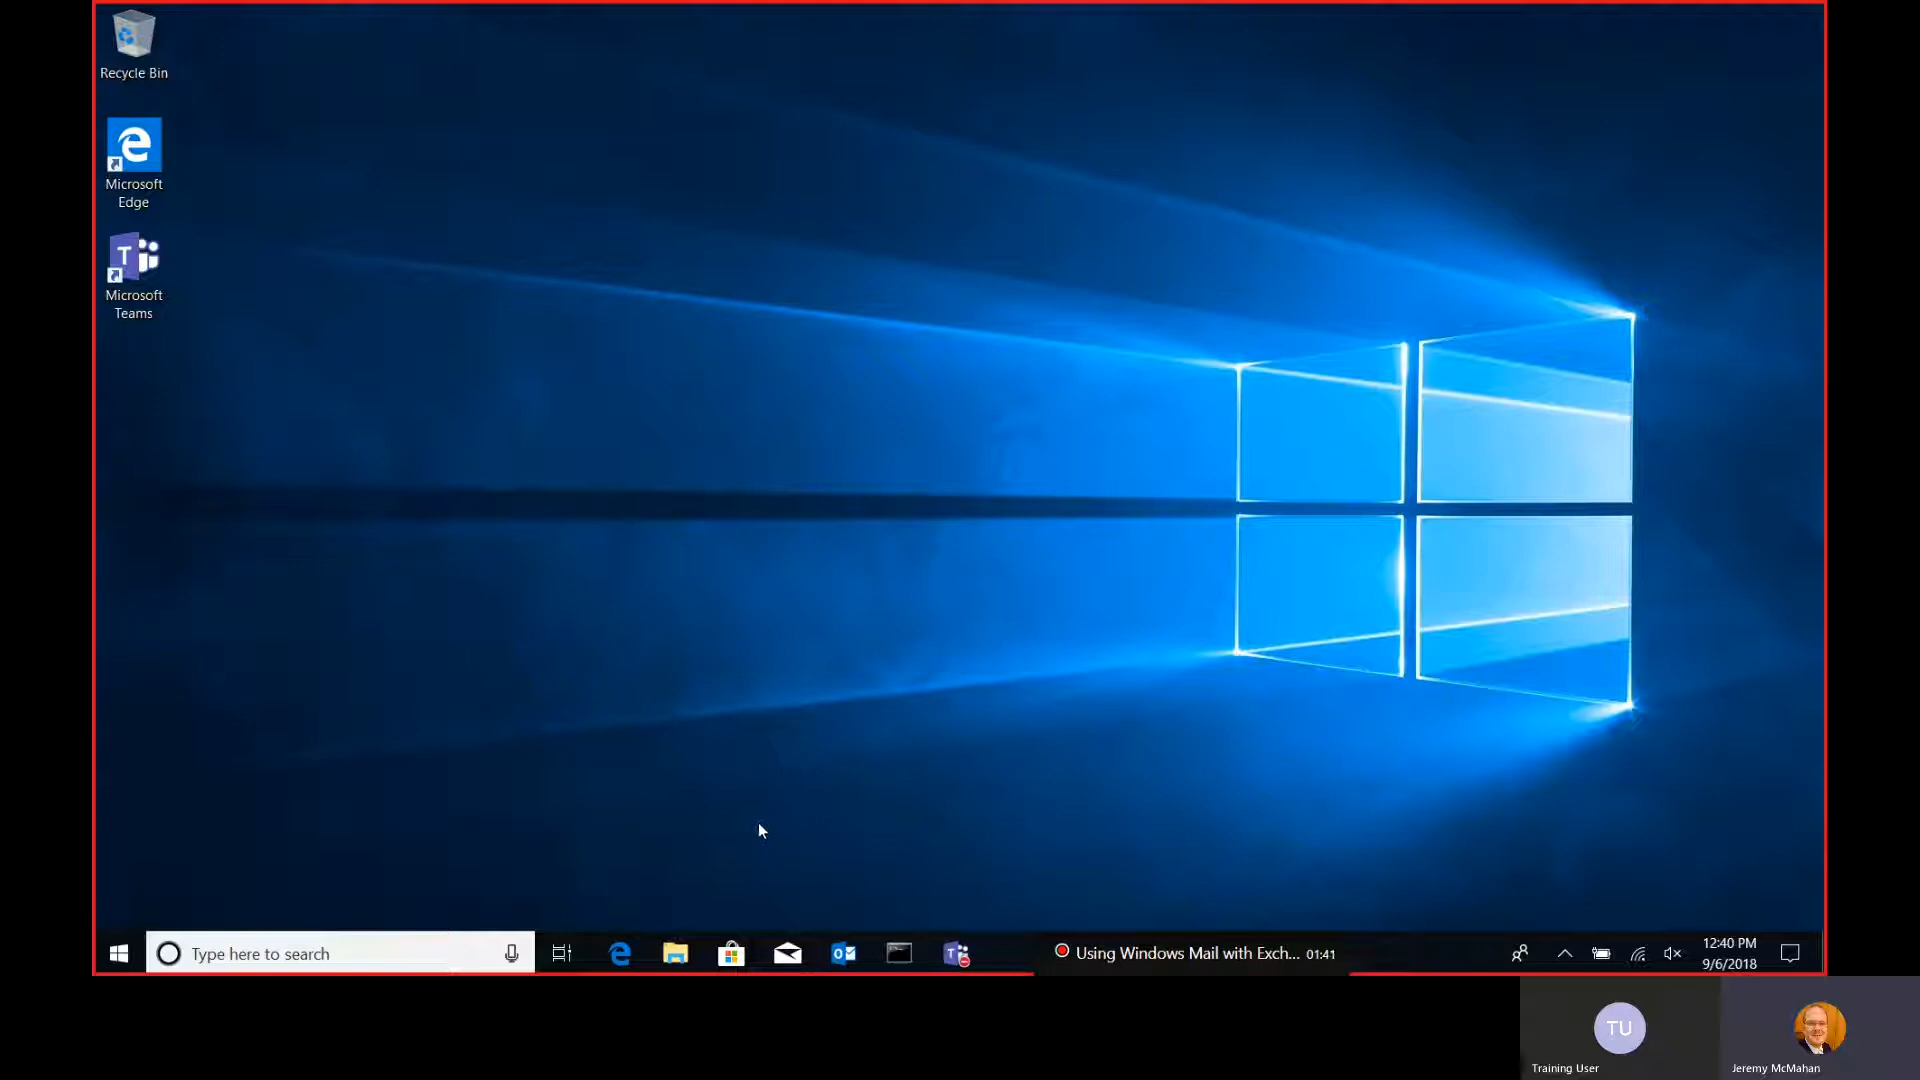 Recycle Bin
Microsoft
Edge
T
Microsoft
Teams
Type here to search
Using Windows Mail with Exch... 01:41
12:40 PM
9/6/2018
TU
Training User
Jeremy McMahan